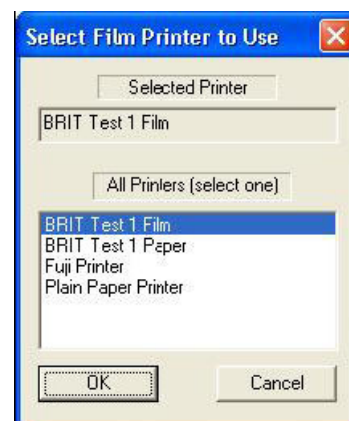 Select Film Printer to Use
Selected Printer
BRIT Test 1 Film
All Printers (select one)
BRIT Test 1 Film
BRIT Test 1 Paper
Fuji Printer
Plain Paper Printer
OK
Cancel